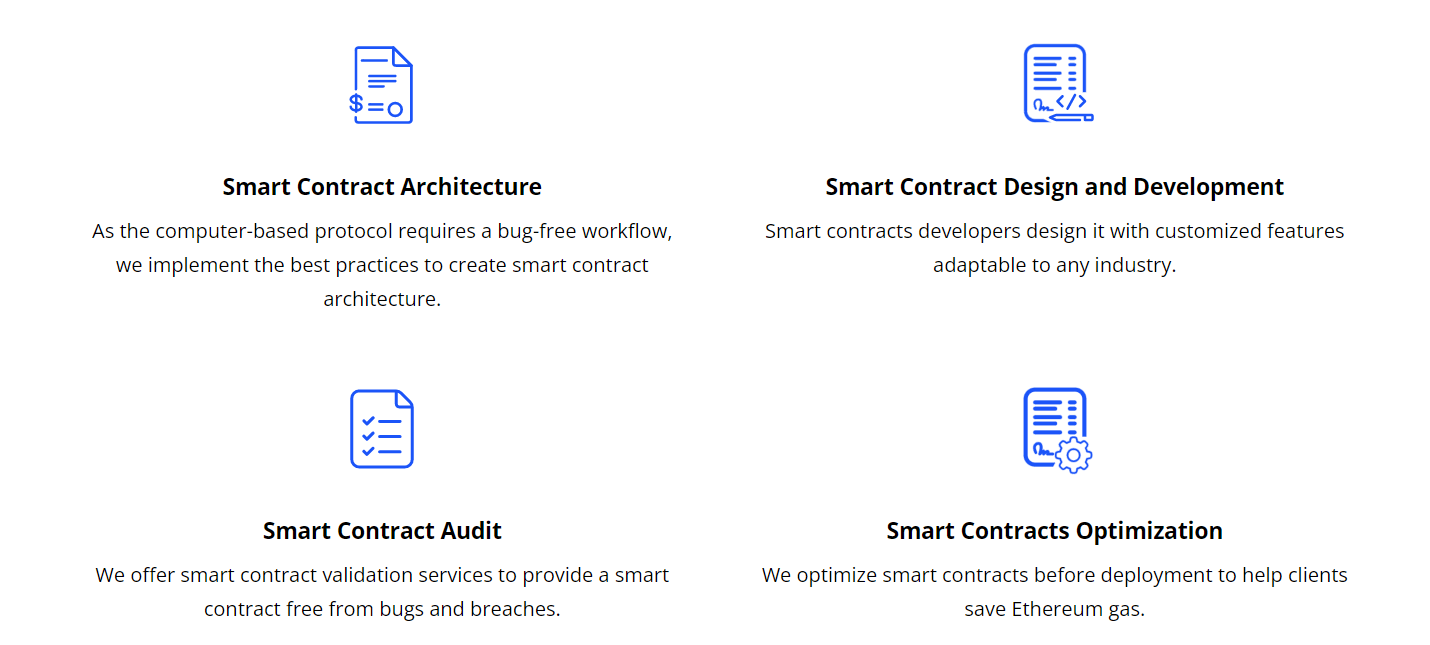 Smart Contract Architecture
As the computer-based protocol requires a bug-free workflow,
we implement the best practices to create smart contract
architecture.
Smart Contract Design and Development
Smart contracts developers design it with customized features
adaptable to any industry.
Smart Contract Audit
We offer smart contract validation services to provide a smart
contract free from bugs and breaches.
Smart Contracts Optimization
We optimize smart contracts before deployment to help clients
save Ethereum gas.